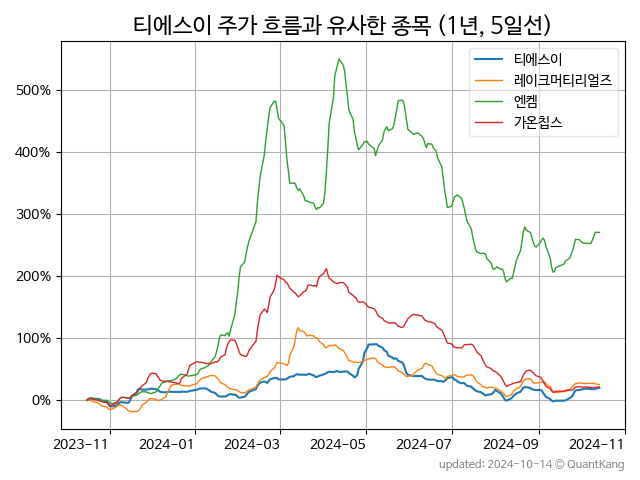 티에스이 주가 흐름과 유사한 종목 (1년, 5일선)
티에스이
레이크머티리얼즈
엔켐
가온칩스
500%
400%
300%
200%
100%
0%
2023-11 2024-01 2024-03 2024-05 2024-07 2024-09 2024-11
updated: 2024-10-14 © QuantKang